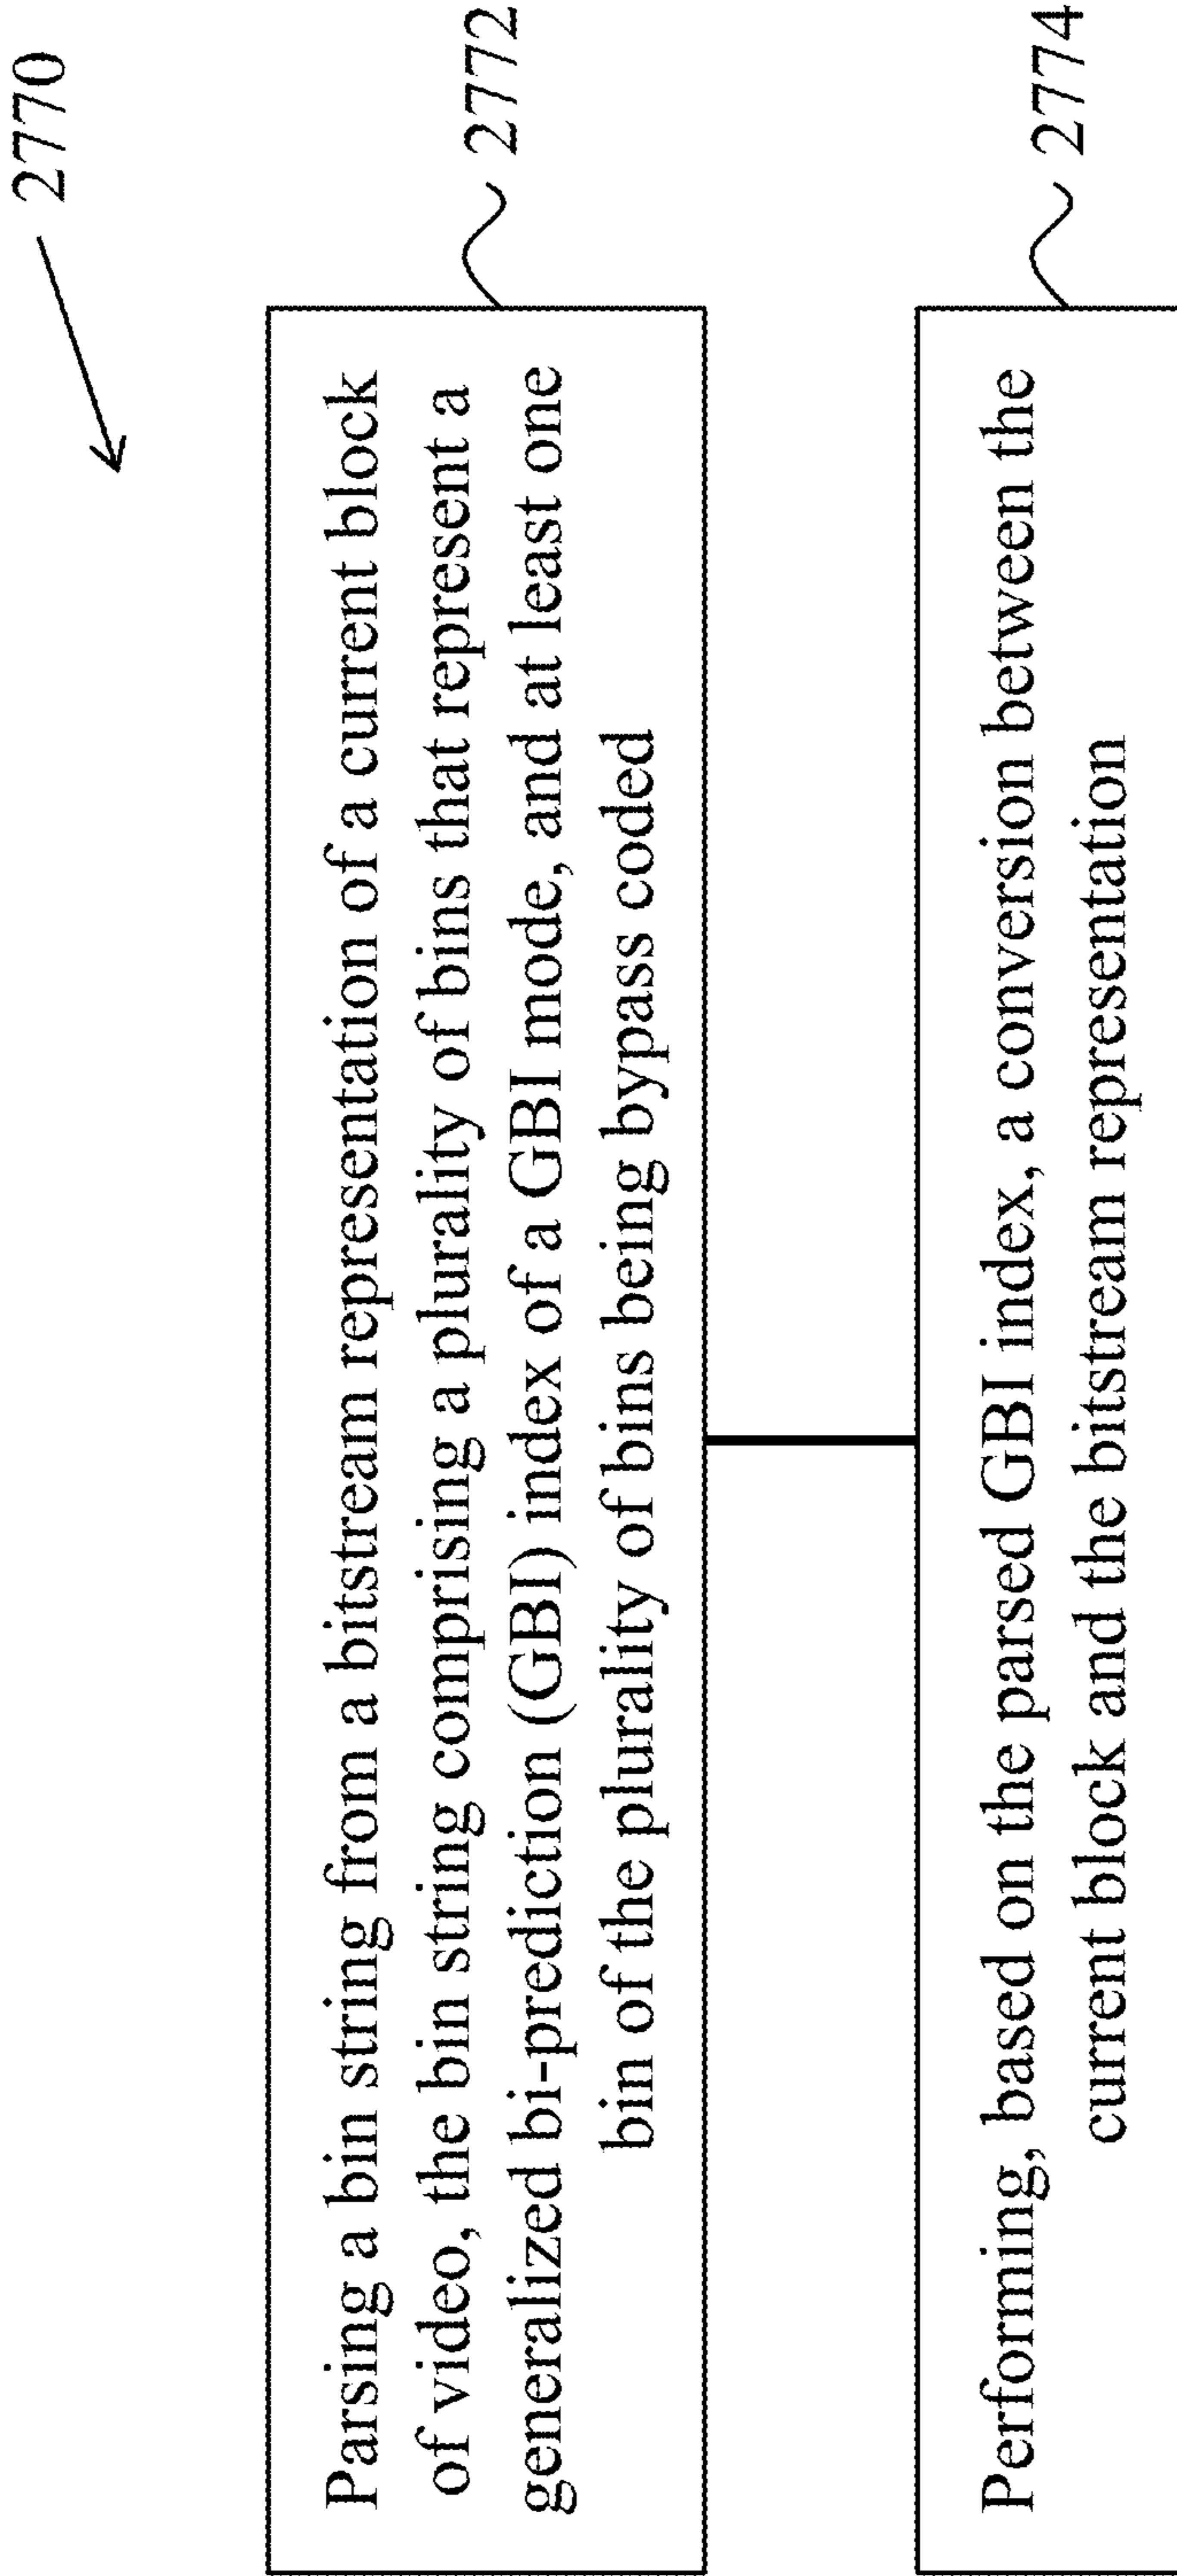 2770
Parsing a bin string from a bitstream representation of a current block
of video, the bin string comprising a plurality of bins that represent a
generalized bi-prediction (GBI) index of a GBI mode, and at least one
bin of the plurality of bins being bypass coded
2772
Performing, based on the parsed GBI index, a conversion between the
current block and the bitstream representation
2774